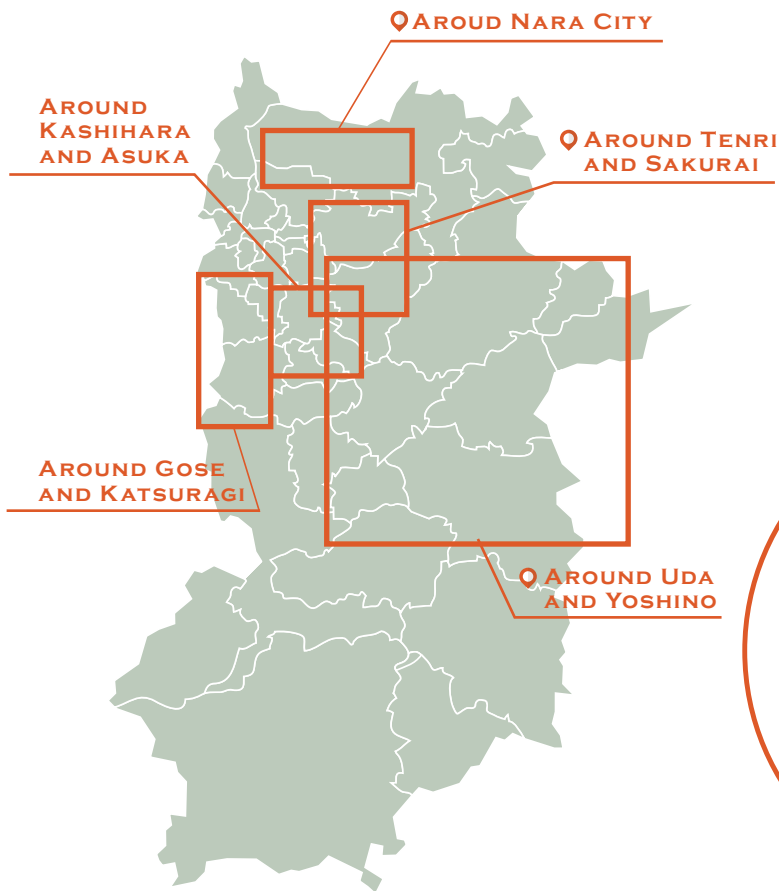 AROUD NARA CITY
AROUND
KASHIHARA
AND ASUKA
AROUND TENRI
AND SAKURAI
AROUND GOSE
AND KATSURAGI
AROUND UDA
AND YOSHINO